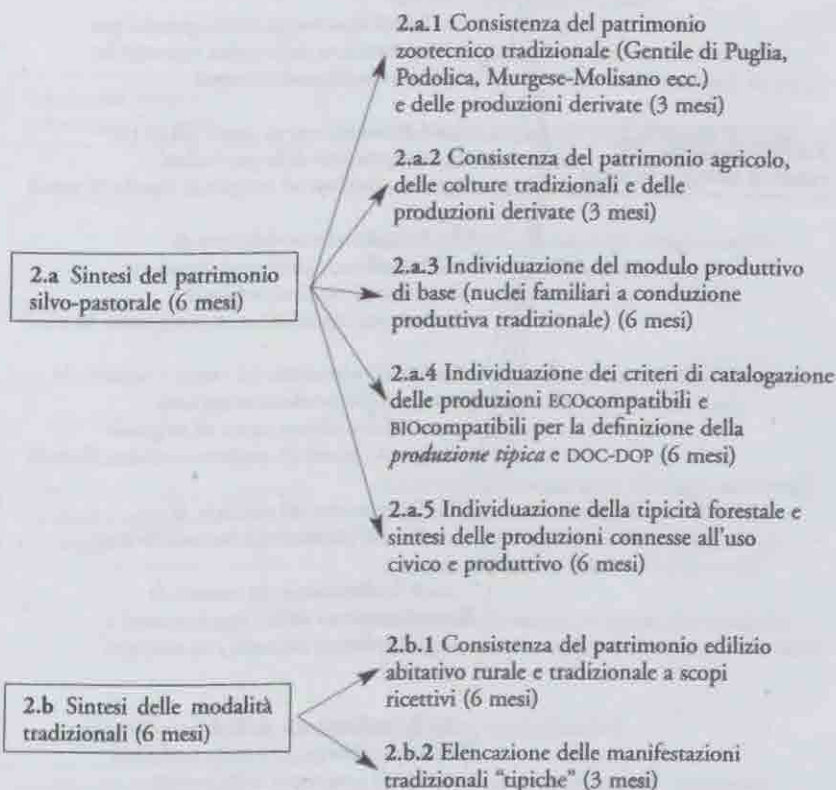 2.a.1 Consistenza del patrimonio
zootecnico tradizionale (Gentile di Puglia,
Podolica, Murgese-Molisano ecc.)
e delle produzioni derivate (3 mesi)
2.a.2 Consistenza del patrimonio agricolo,
delle colture tradizionali e delle
produzioni derivate (3 mesi)
2.a Sintesi del patrimonio
silvo-pastorale (6 mesi)
2.a.3 Individuazione del modulo produttivo
di base (nuclei familiari a conduzione
produttiva tradizionale) (6 mesi)
2.a.4 Individuazione dei criteri di catalogazione
delle produzioni ECOcompatibili e
BIOcompatibili per la definizione della
produzione tipica e DOC-DOP (6 mesi)
2.a.5 Individuazione della tipicità forestale e
sintesi delle produzioni connesse all'uso
civico e produttivo (6 mesi)
2.b Sintesi delle modalità
tradizionali (6 mesi)
2.b.1 Consistenza del patrimonio edilizio
abitativo rurale e tradizionale a scopi
ricettivi (6 mesi)
2.b.2 Elencazione delle manifestazioni
tradizionali "tipiche" (3 mesi)